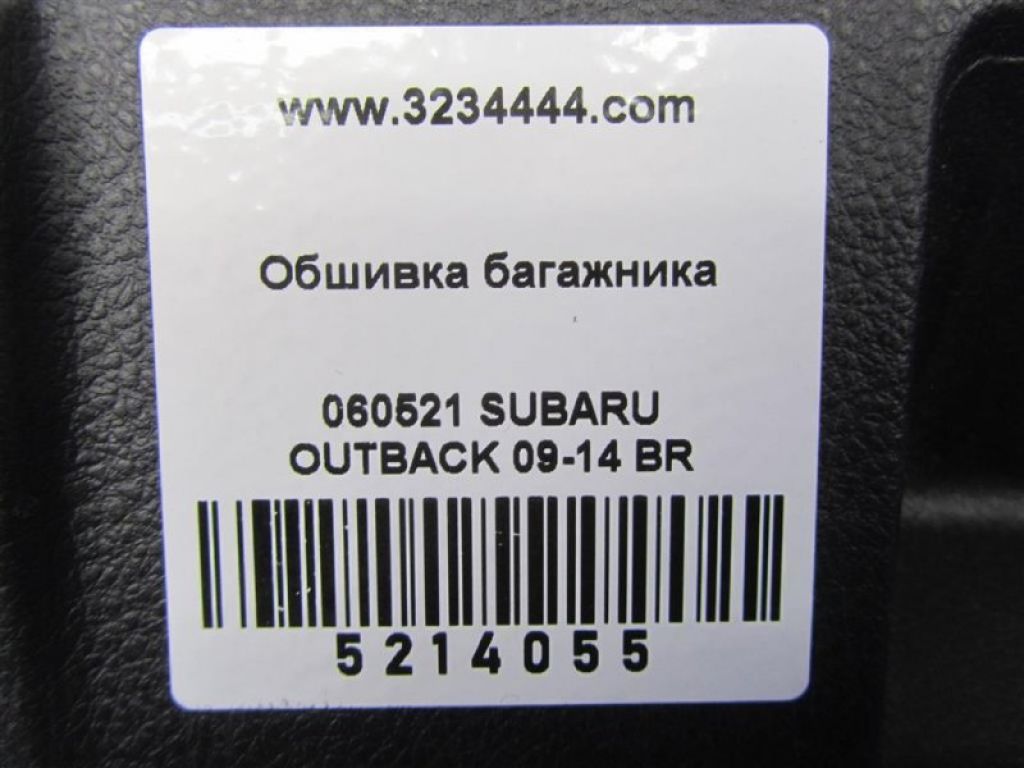 www.3234444.com
Обшивка багажника
060521 SUBARU
OUTBACK 09-14 BR
5214055